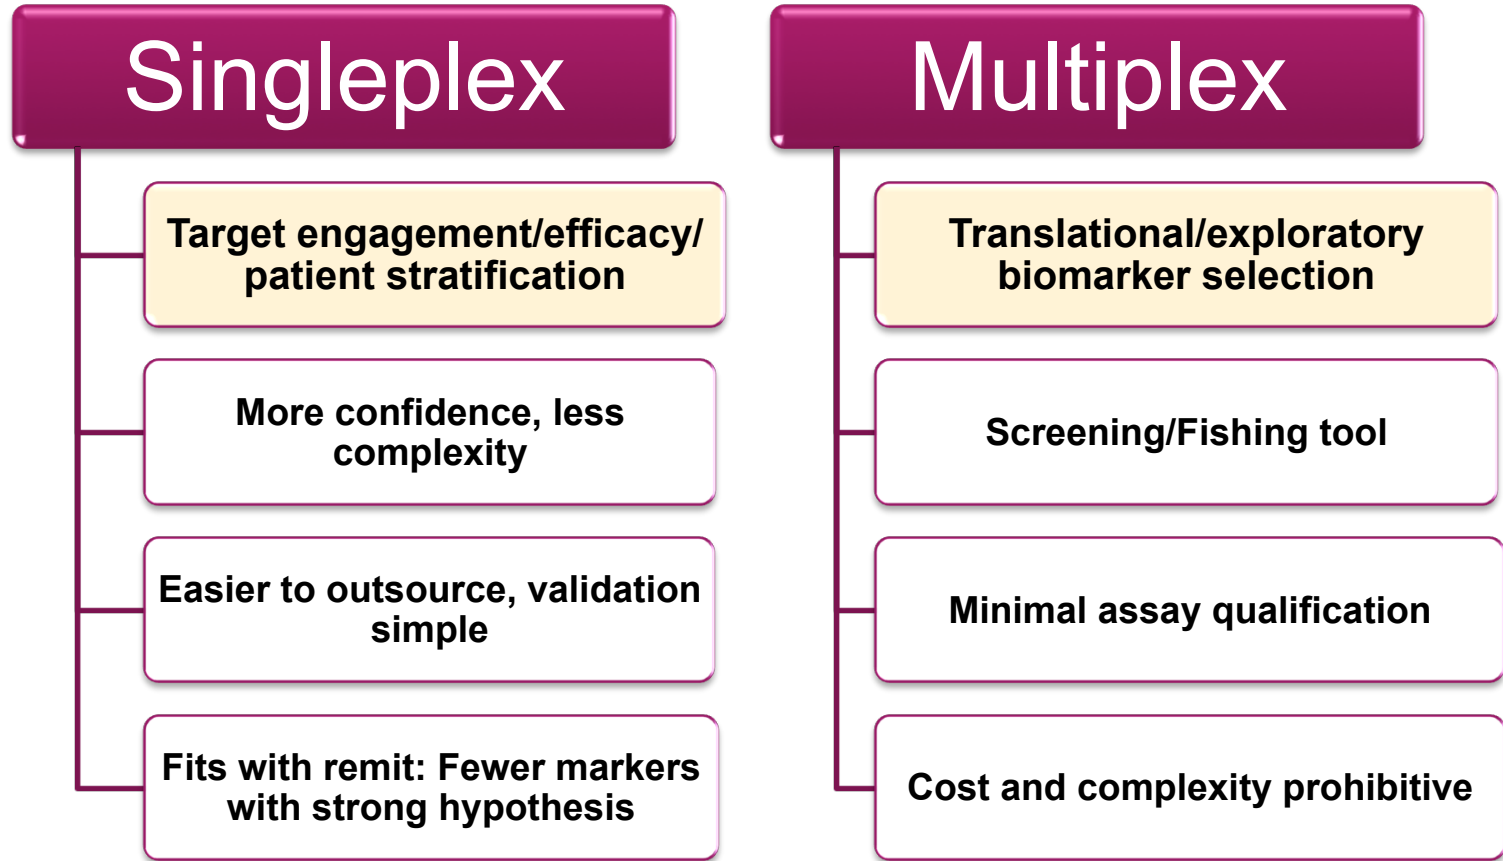 Singleplex
Target engagement/efficacy/
patient stratification
More confidence, less
complexity
Easier to outsource, validation
simple
Fits with remit: Fewer markers
with strong hypothesis
Multiplex
Translational/exploratory
biomarker selection
Screening/Fishing tool
Minimal assay qualification
Cost and complexity prohibitive